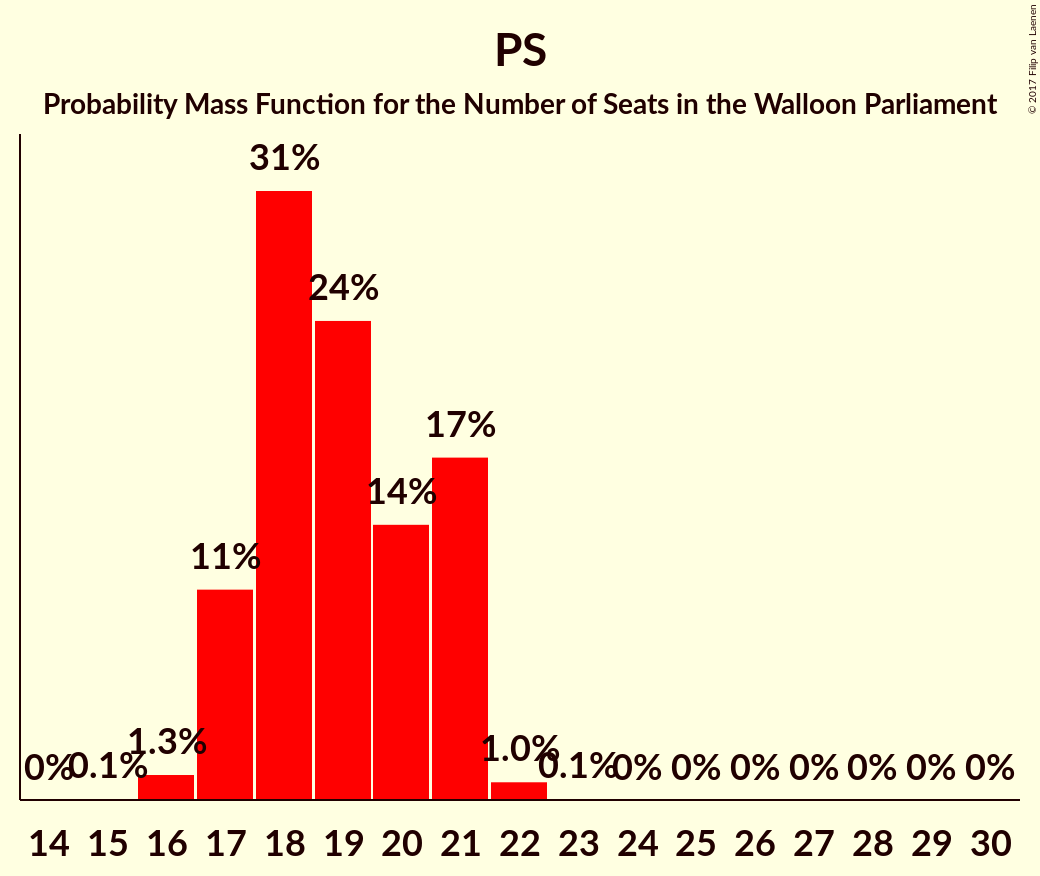 PS
Probability Mass Function for the Number of Seats in the Walloon Parliament
© 2017 Filip van Laenen
31%
24%
17%
14%
11%
1.3%
1.0%
0% 0.1% 0.1% 0% 0% 0% 0% 0% 0% 0%
14 15 16 17 18 19 20 21 22 23 24 25 26 27 28 29 30